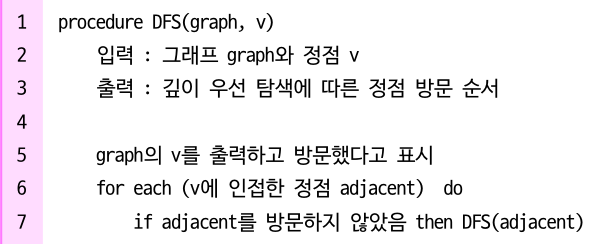 1 procedure DFS(graph, v)
2 입력 : 그래프 graph와 정점 v
3 출력 : 깊이 우선 탐색에 따른 정점 방문 순서
4
5 graph의 v를 출력하고 방문했다고 표시
6 for each (v에 인접한 정점 adjacent) do
7 if adjacent를 방문하지 않았음 then DFS(adjacent)